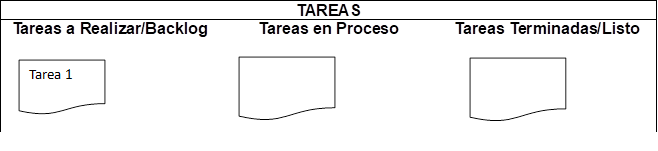 TAREAS
Tareas a Realizar/Backlog Tareas en Proceso Tareas Terminadas/Listo
Tarea 1